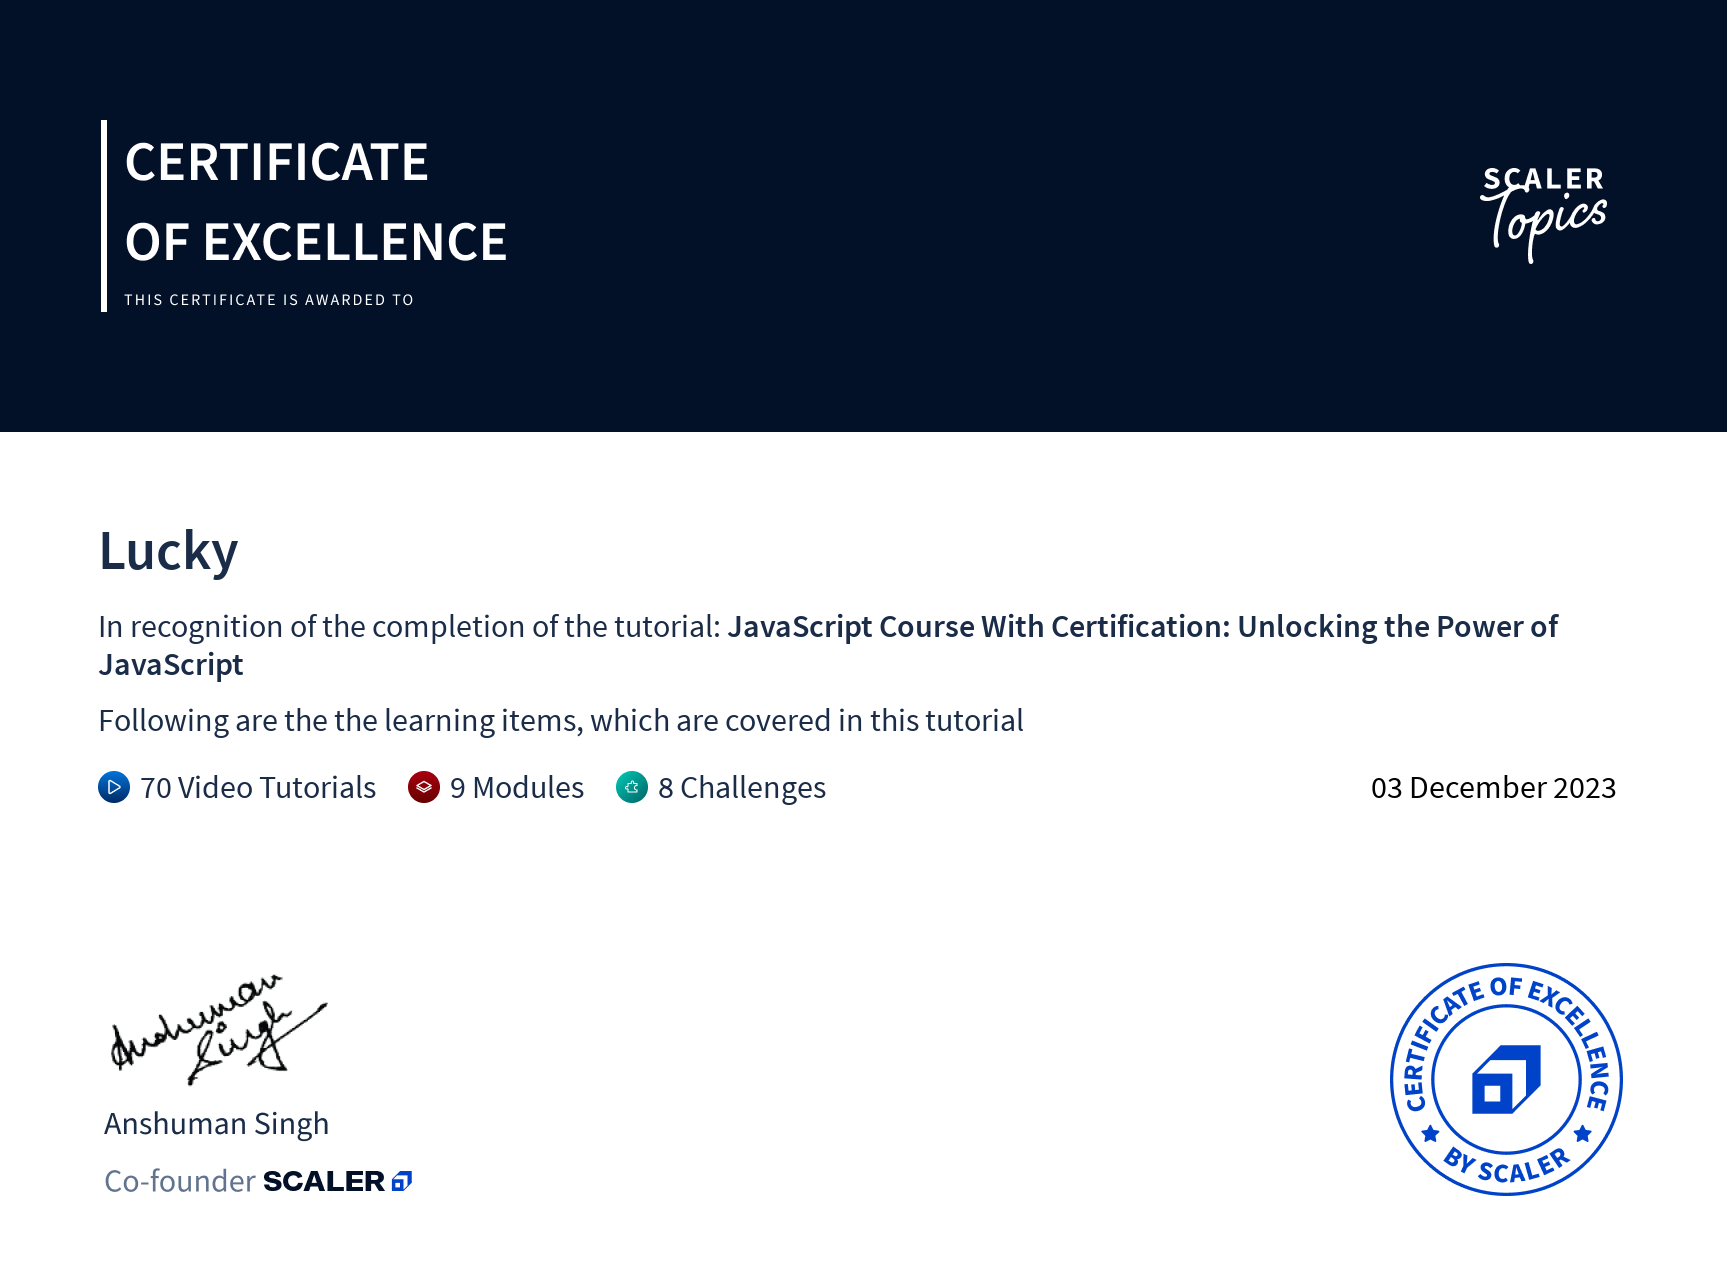 CERTIFICATE
OF EXCELLENCE
THIS CERTIFICATE IS AWARDED TO
SCALER
Topics
Lucky
In recognition of the completion of the tutorial: JavaScript Course With Certification: Unlocking the Power of
JavaScript
Following are the the learning items, which are covered in this tutorial
70 Video Tutorials 9 Modules 8 Challenges 03 December 2023
Anshuman
Singh
Anshuman Singh
Co-founder SCALER
CERTIFICATE OF EXCELLENCE
BY SCALER